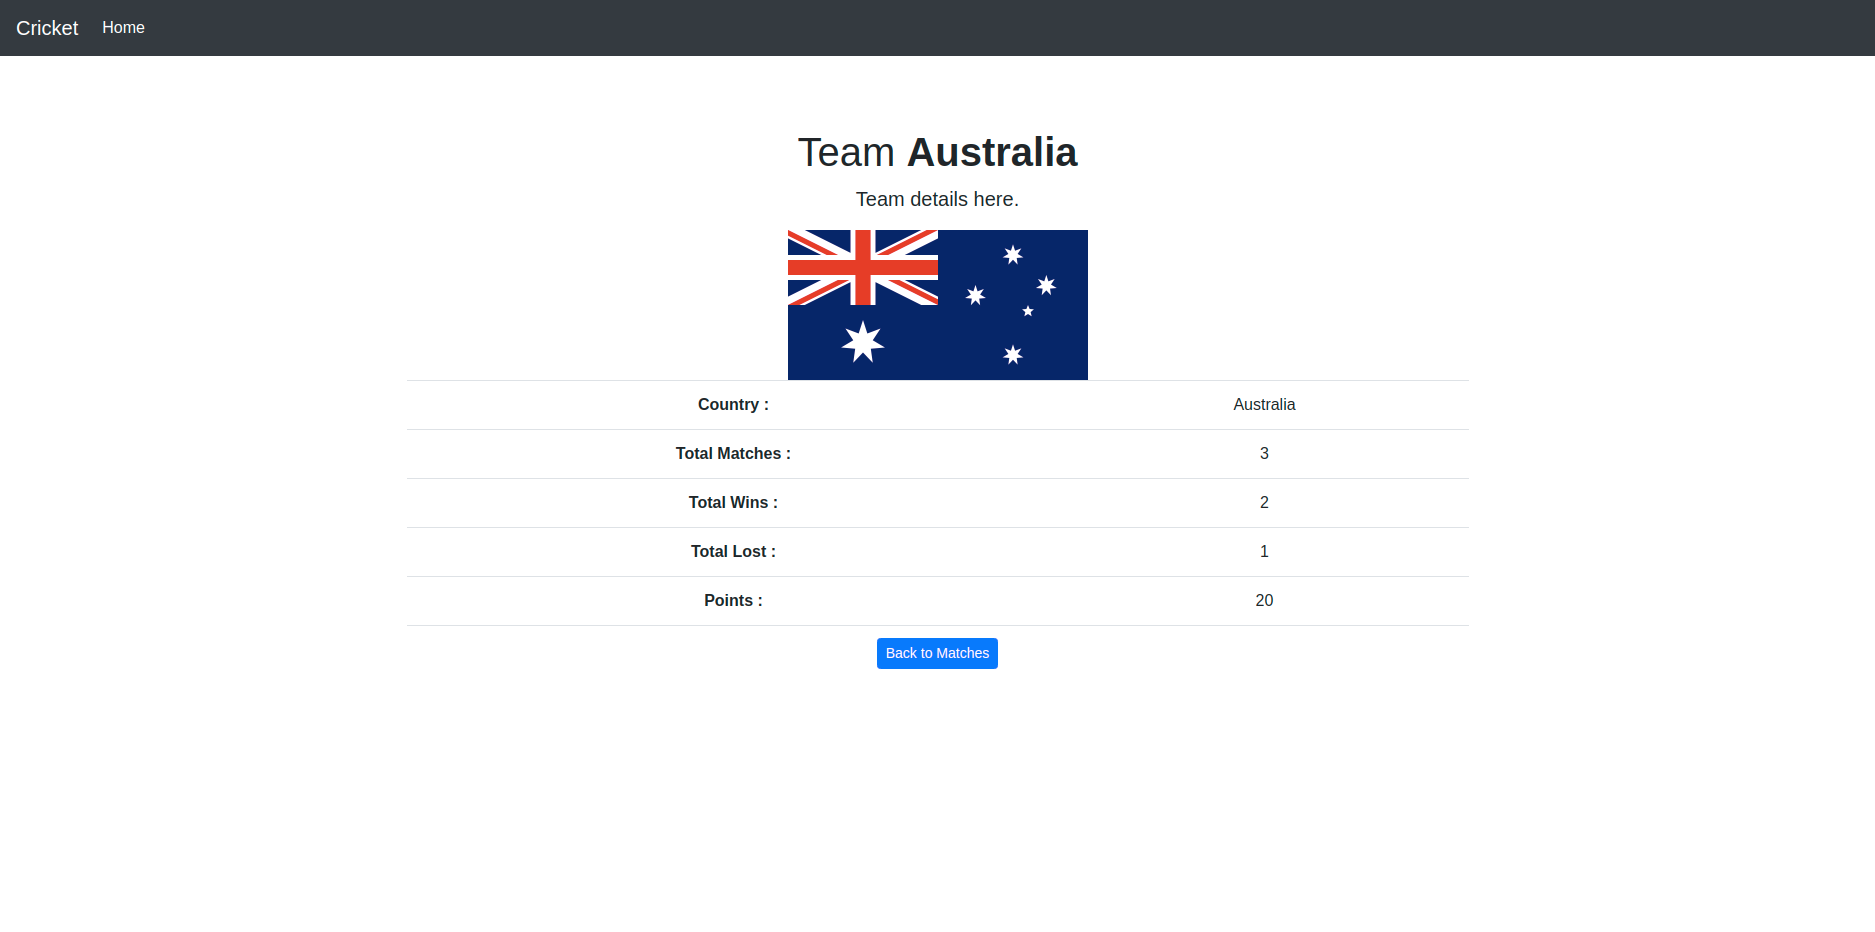 Cricket Home
Team Australia
Team details here.
Country : Australia
Total Matches : 3
Total Wins : 2
Total Lost : 1
Points : 20
Back to Matches